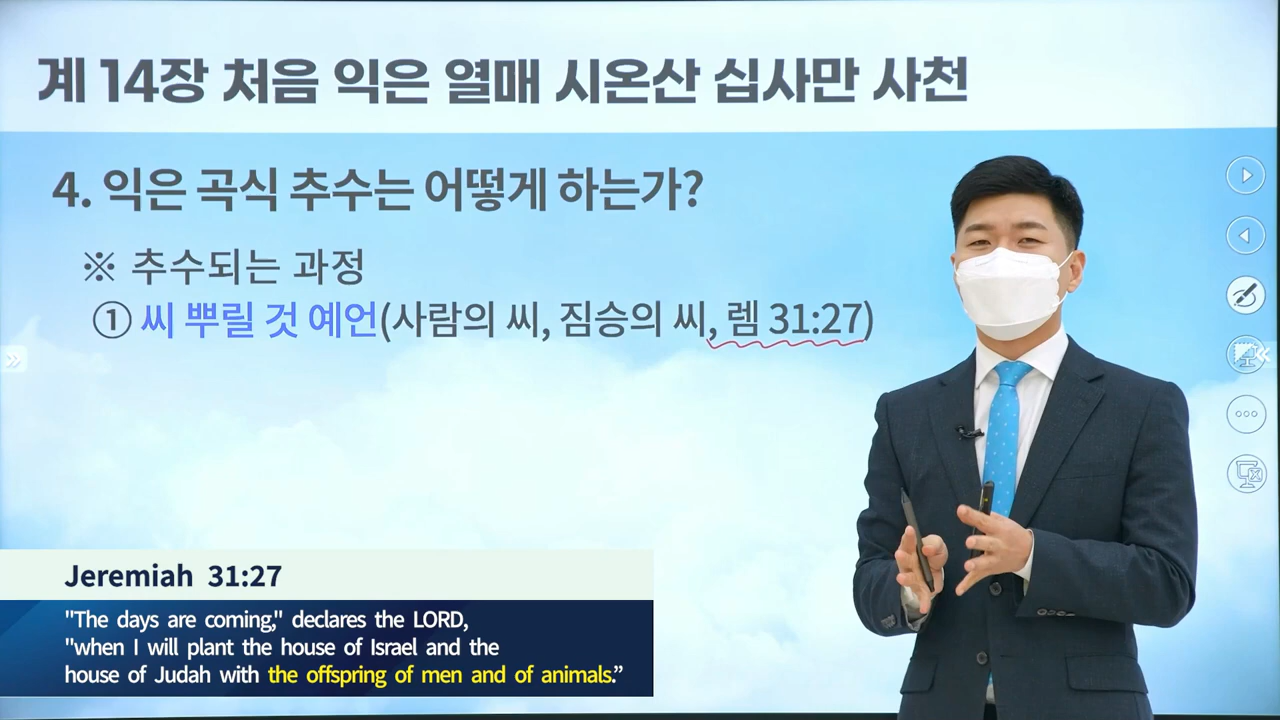 계 14장 처음 익은 열매 시온산 십사만 사천
4. 익은 곡식 추수는 어떻게 하는가?
※ 추수되는 과정
① 씨 뿌릴 것 예언(사람의 씨, 짐승의 씨, 렘 31:27)
Jeremiah 31:27
"The days are coming," declares the LORD,
"when I will plant the house of Israel and the
house of Judah with the offspring of men and of animals.”